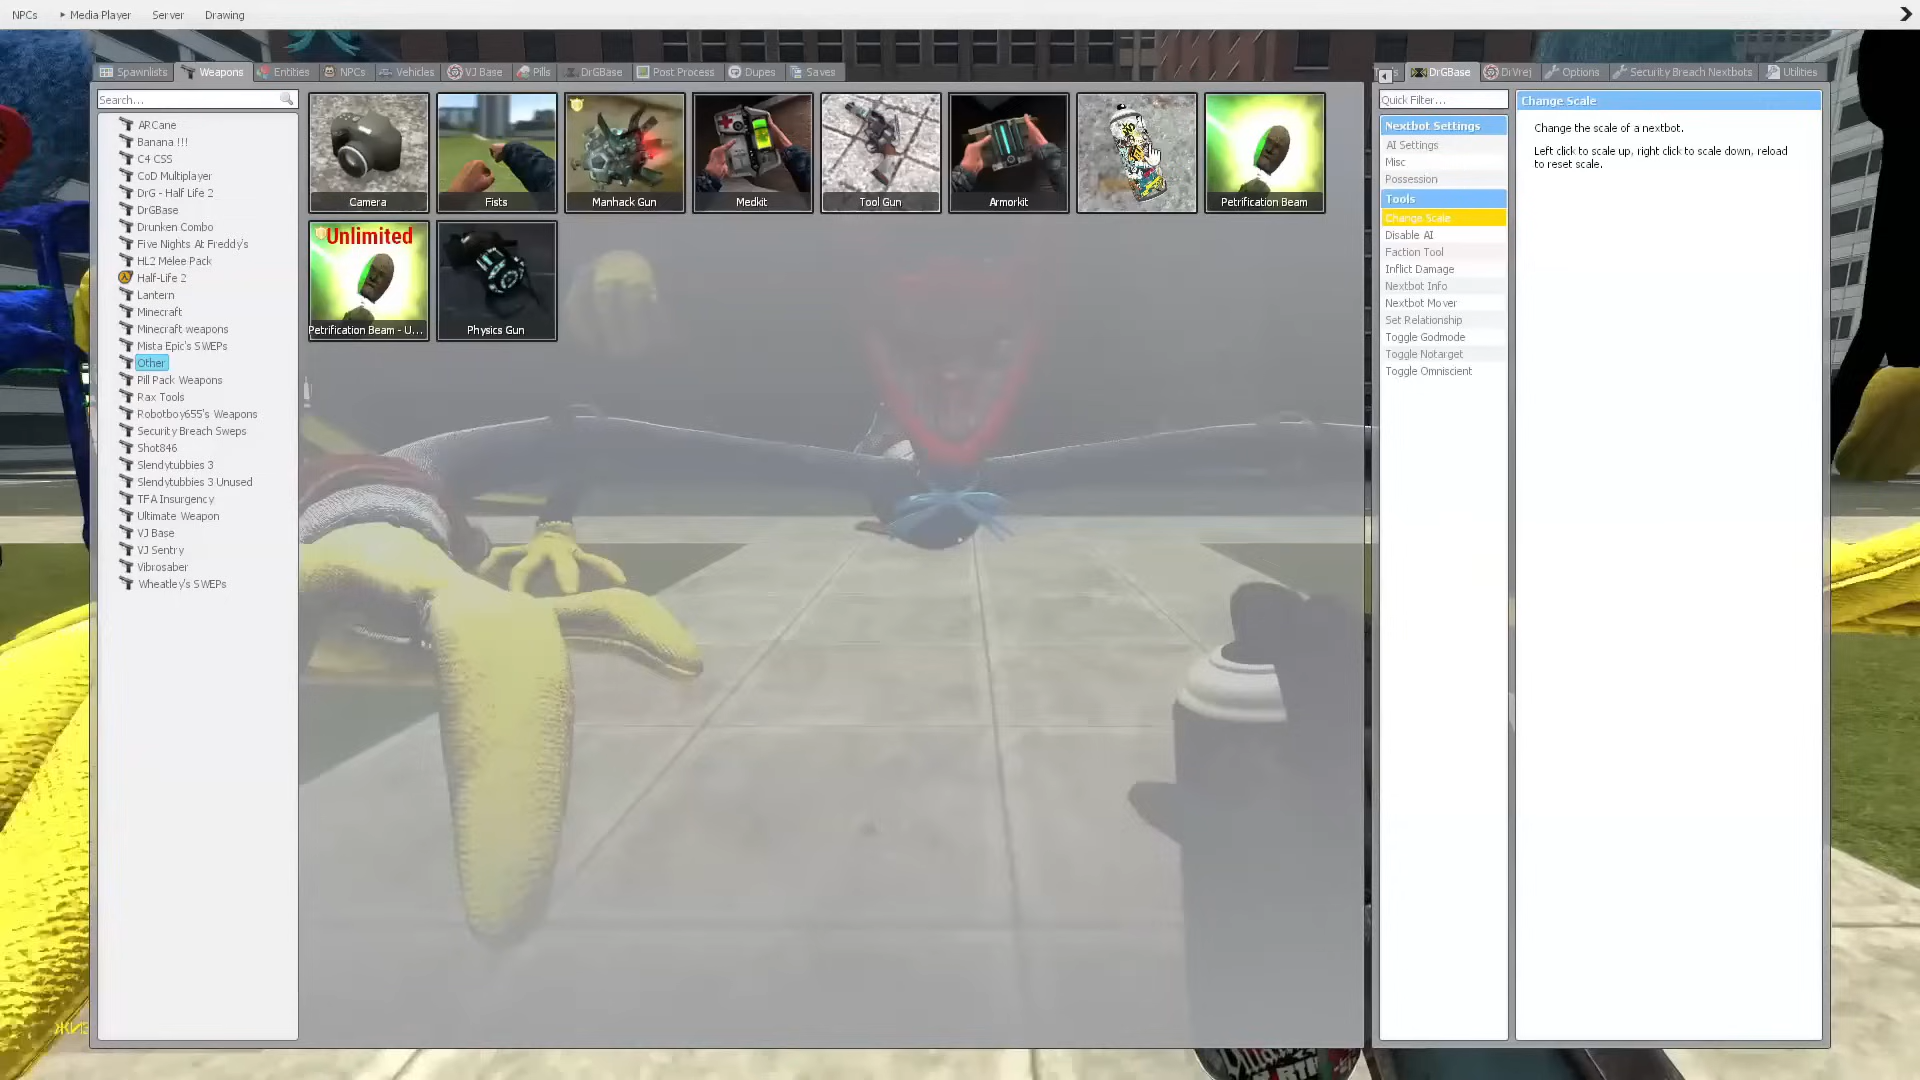 NPCs
Media Player
Server
Drawing
Spawnlists
Weapons
Entities
NPCs
Vehicles
VJ Base
Pills
DrGBase
Post Process
Dupes
Saves
DrGBase
DrVrej
Options
Security Breach Nextbots
Utilities
Search...
ARCane
Banana !!!
C4 CSS
CoD Multiplayer
DrG - Half Life 2
DrGBase
Drunken Combo
Five Nights At Freddy's
HL2 Melee Pack
Half-Life 2
Lantern
Minecraft
Minecraft weapons
Mista Epic's SWEPs
Other
Pill Pack Weapons
Rax Tools
Robotboy655's Weapons
Security Breach Sweps
Shot846
Slendytubbies 3
Slendytubbies 3 Unused
TFA Insurgency
Ultimate Weapon
VJ Base
VJ Sentry
Vibrosaber
Wheatley's SWEPs
Camera
Fists
Manhack Gun
Medkit
Tool Gun
Armorkit
Petrification Beam
Unlimited
Petrification Beam - U...
Physics Gun
Quick Filter...
Nextbot Settings
AI Settings
Misc
Possession
Tools
Change Scale
Disable AI
Faction Tool
Inflict Damage
Nextbot Info
Nextbot Mover
Set Relationship
Toggle Godmode
Toggle Notarget
Toggle Omniscient
Change Scale
Change the scale of a nextbot.
Left click to scale up, right click to scale down, reload
to reset scale.